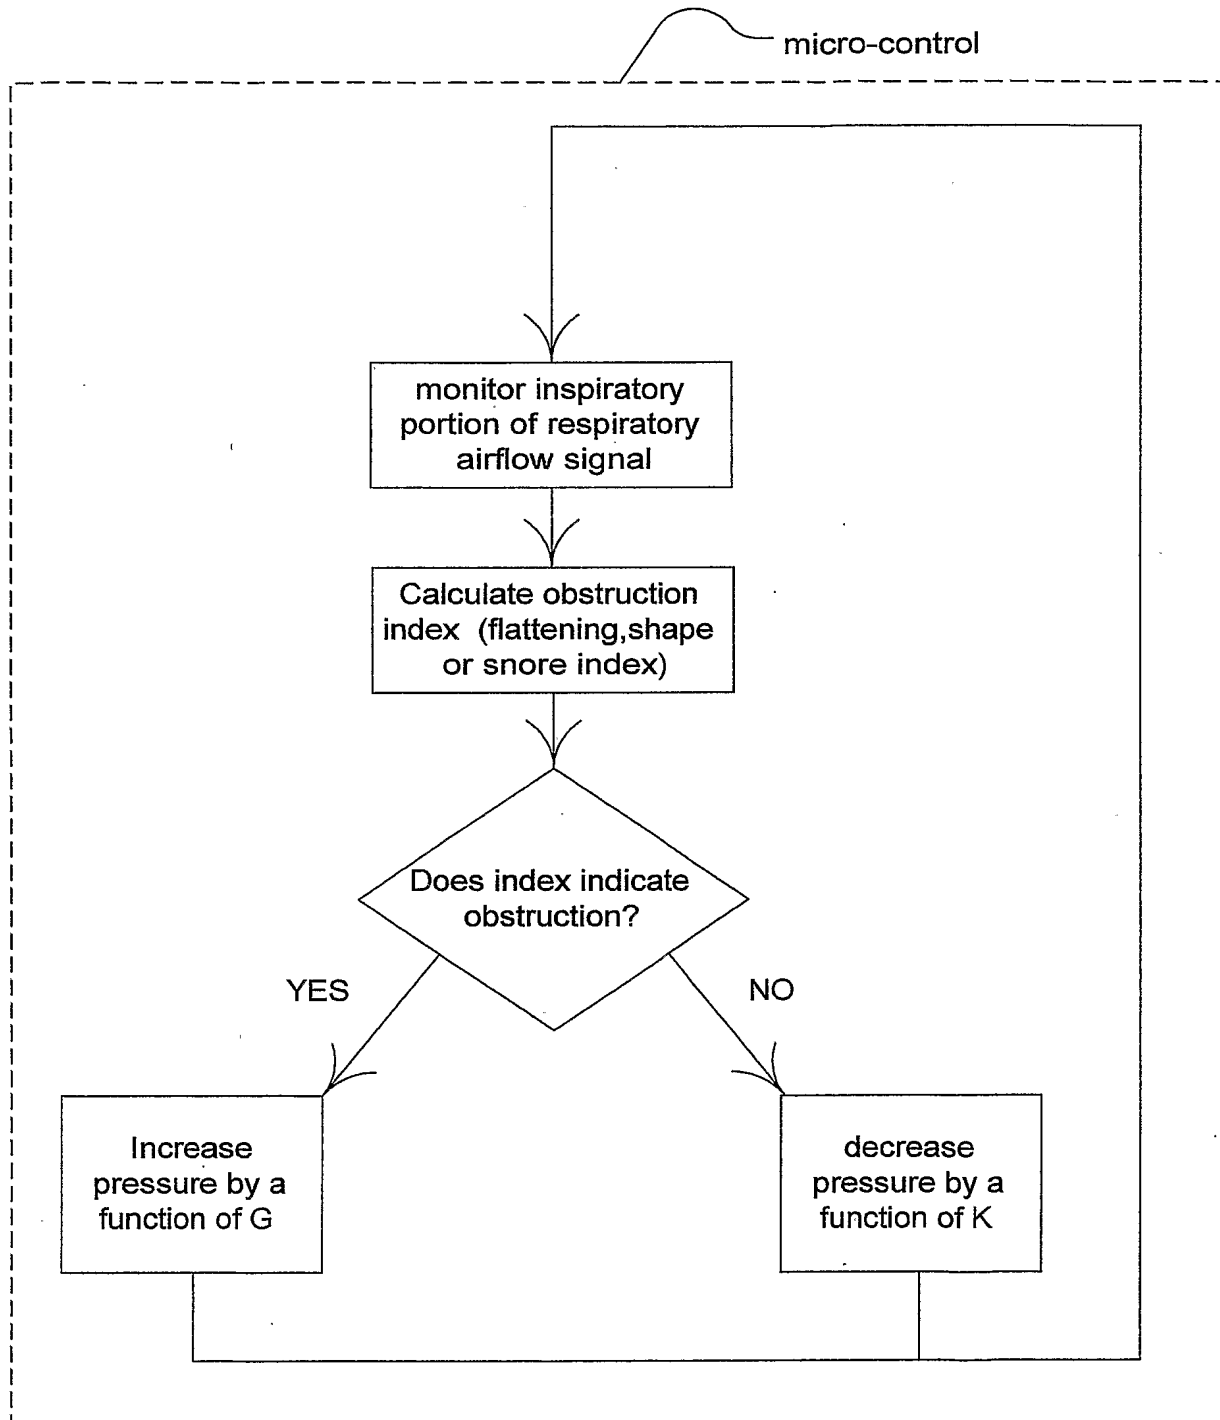 micro-control
monitor inspiratory
portion of respiratory
airflow signal
Calculate obstruction
index (flattening,shape
or snore index)
Does index indicate
obstruction?
YES
NO
Increase
pressure by a
function of G
decrease
pressure by a
function of K